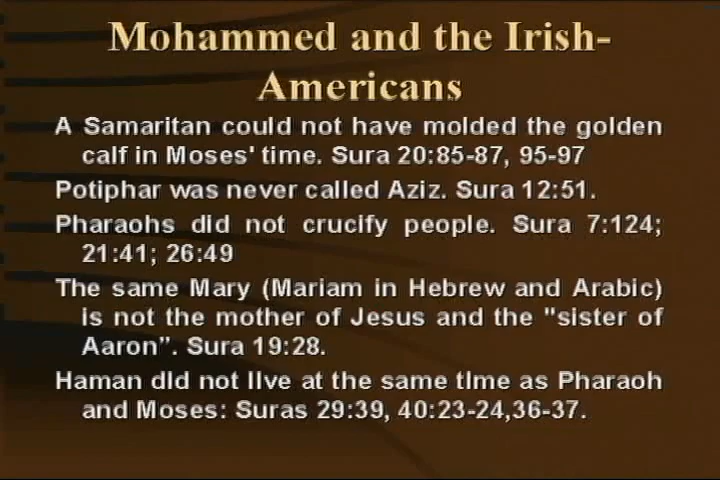 Mohammed and the Irish-
Americans
A Samaritan could not have molded the golden
calf in Moses' time. Sura 20:85-87, 95-97
Potiphar was never called Aziz. Sura 12:51.
Pharaohs did not crucify people. Sura 7:124;
21:41; 26:49
The same Mary (Mariam in Hebrew and Arabic)
is not the mother of Jesus and the "sister of
Aaron". Sura 19:28.
Haman did not live at the same time as Pharaoh
and Moses: Suras 29:39, 40:23-24,36-37.